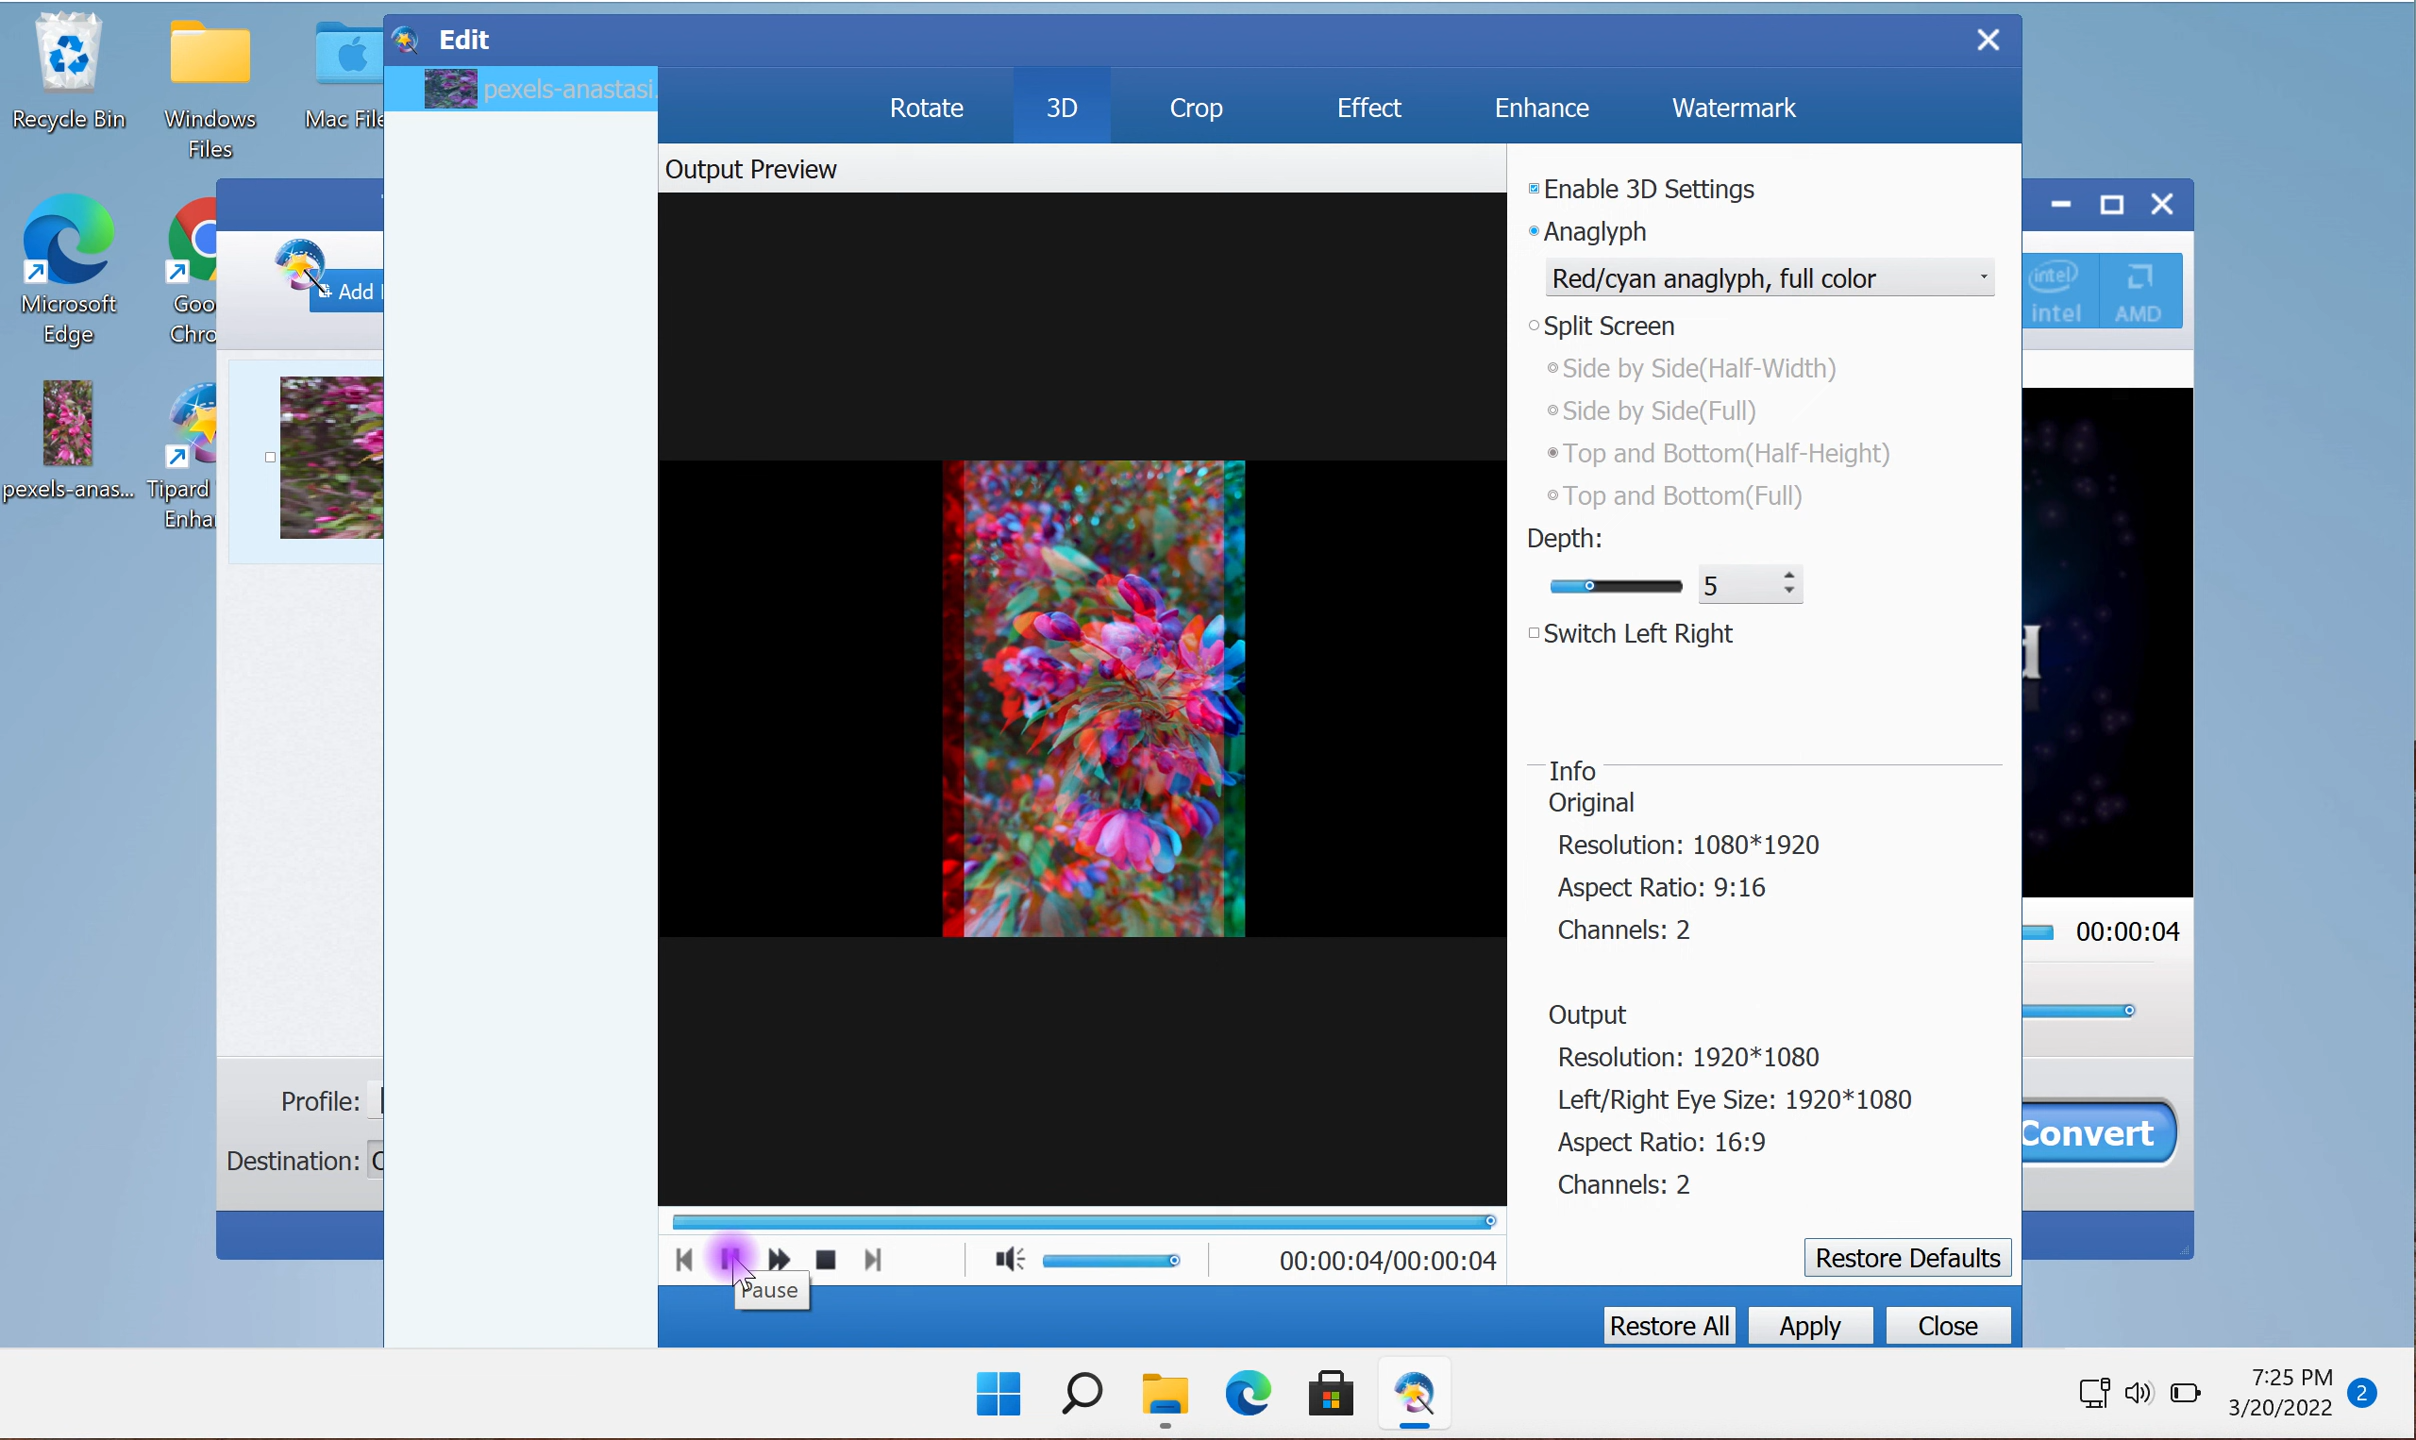 Edit
Recycle Bin
Windows
Files
Mac File
pexels-anastasi.
Rotate
3D
Crop
Effect
Enhance
Watermark
Output Preview
Enable 3D Settings
Anaglyph
Red/cyan anaglyph, full color
Split Screen
Side by Side(Half-Width)
Side by Side(Full)
Top and Bottom(Half-Height)
Top and Bottom(Full)
Depth:
5
Switch Left Right
Info
Original
Resolution: 1080*1920
Aspect Ratio: 9:16
Channels: 2
Output
Resolution: 1920*1080
Left/Right Eye Size: 1920*1080
Aspect Ratio: 16:9
Channels: 2
Restore Defaults
Restore All
Apply
Close
Microsoft
Edge
Goo
Chro
pexels-anas...
Tipard
Enha
Add
intel
intel
AMD
d
00:00:04
Profile:
Destination: C
Convert
00:00:04/00:00:04
Pause
7:25 PM
3/20/2022
2